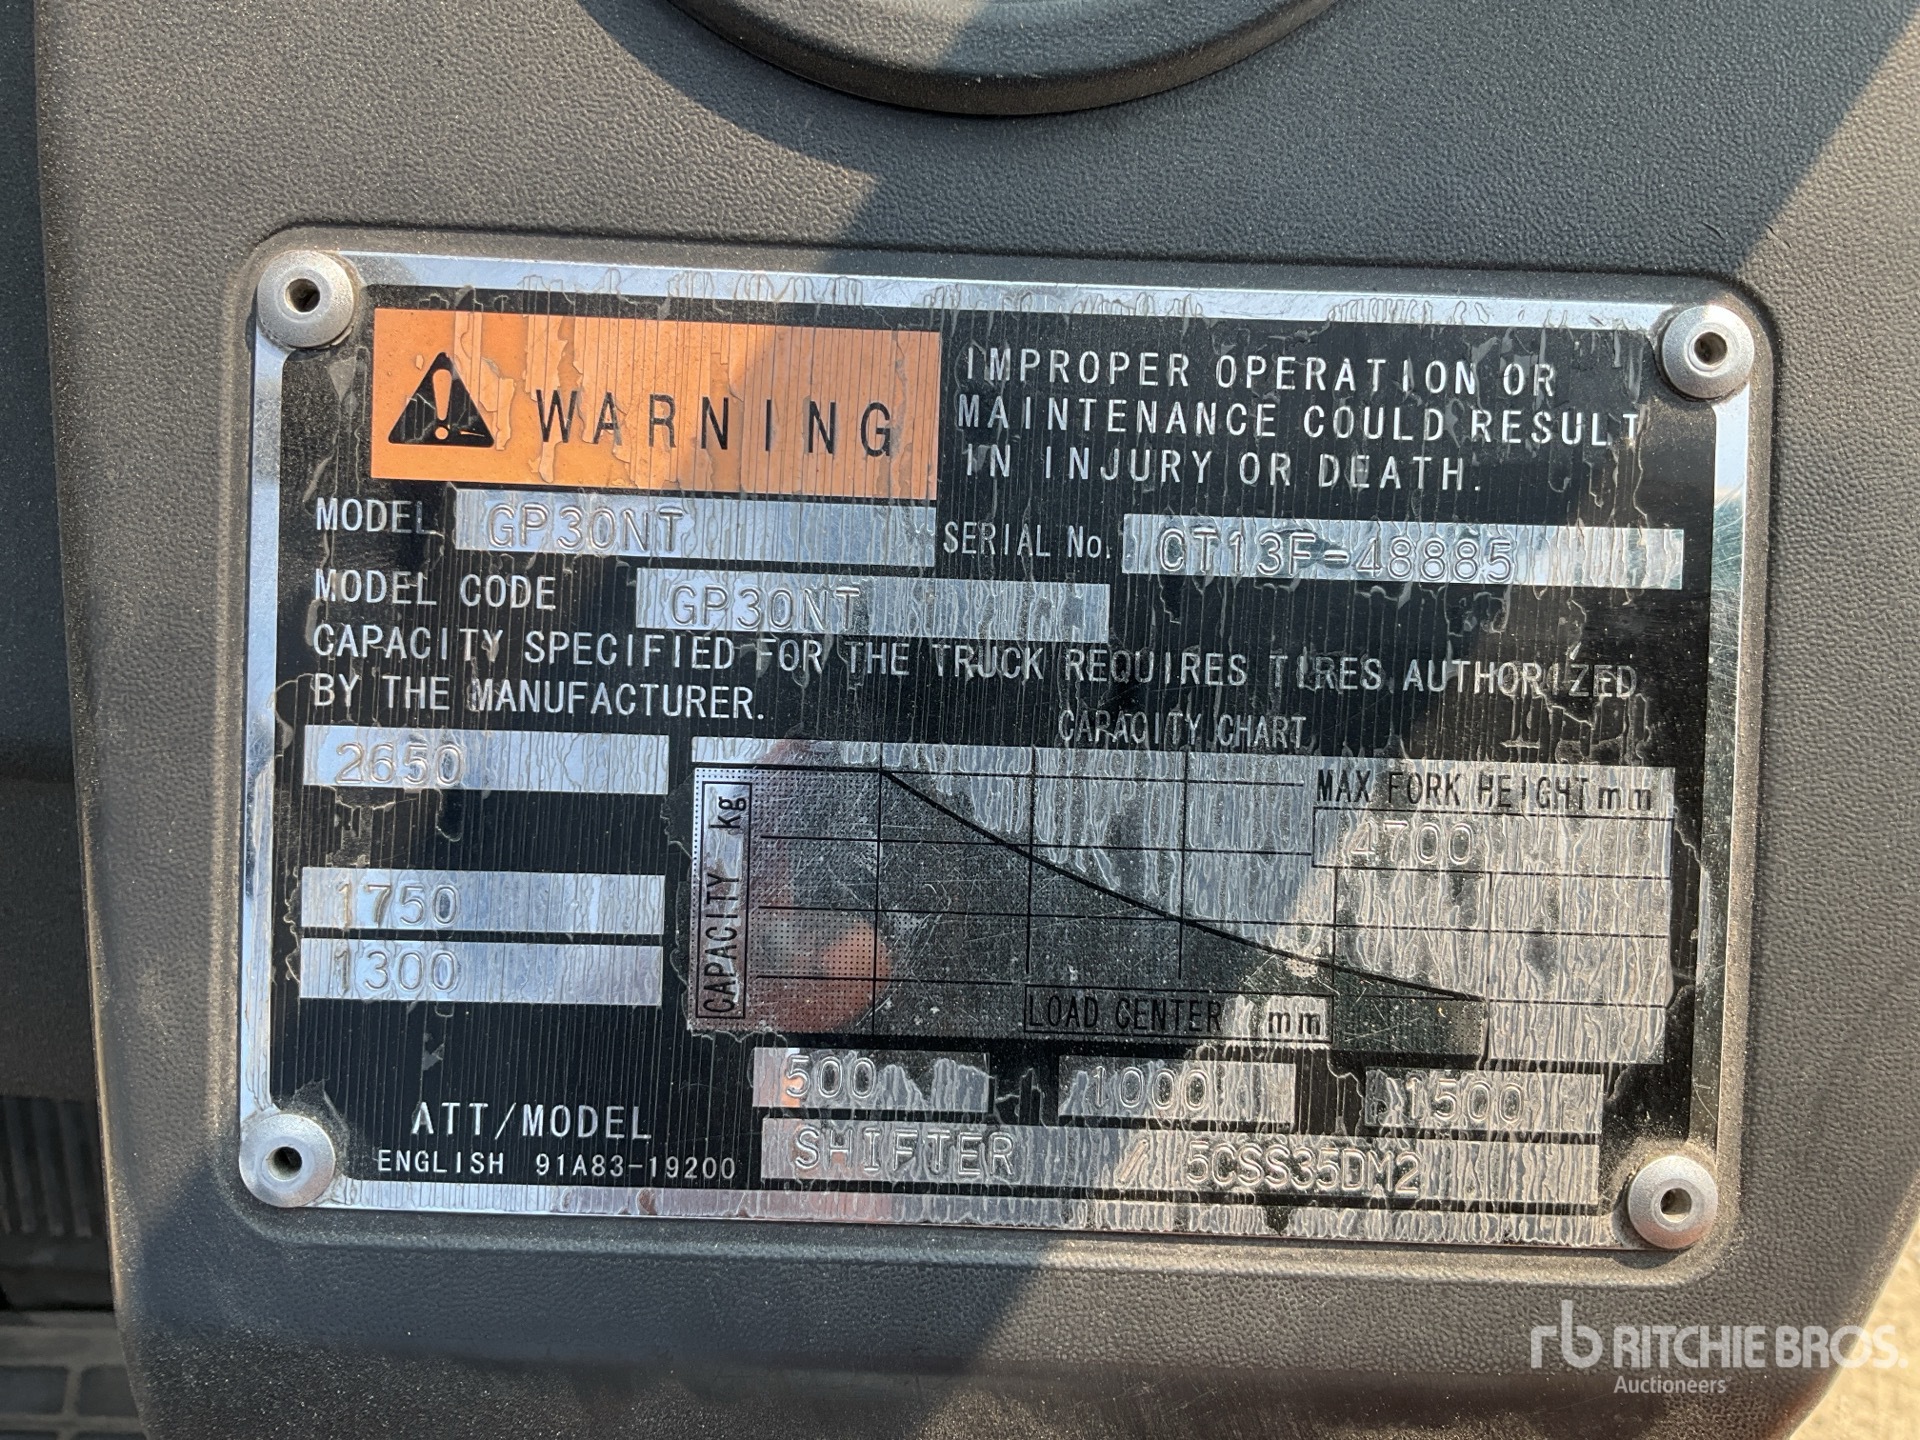 WARNING
IMPROPER OPERATION OR
MAINTENANCE COULD RESULT
IN INJURY OR DEATH.
MODEL GP30NT
SERIAL No. CT13F-48885
MODEL CODE GP30NT
CAPACITY SPECIFIED FOR THE TRUCK REQUIRES TIRES AUTHORIZED
BY THE MANUFACTURER.
CAPACITY CHART
2650
1750
1300
CAPACITY kg
MAX FORK HEIGHT mm
4700
LOAD CENTER mm
500 1000 1500
ATT/MODEL SHIFTER / 5CSS35DM2
ENGLISH 91A83-19200
rb RITCHIE BROS.
Auctioneers